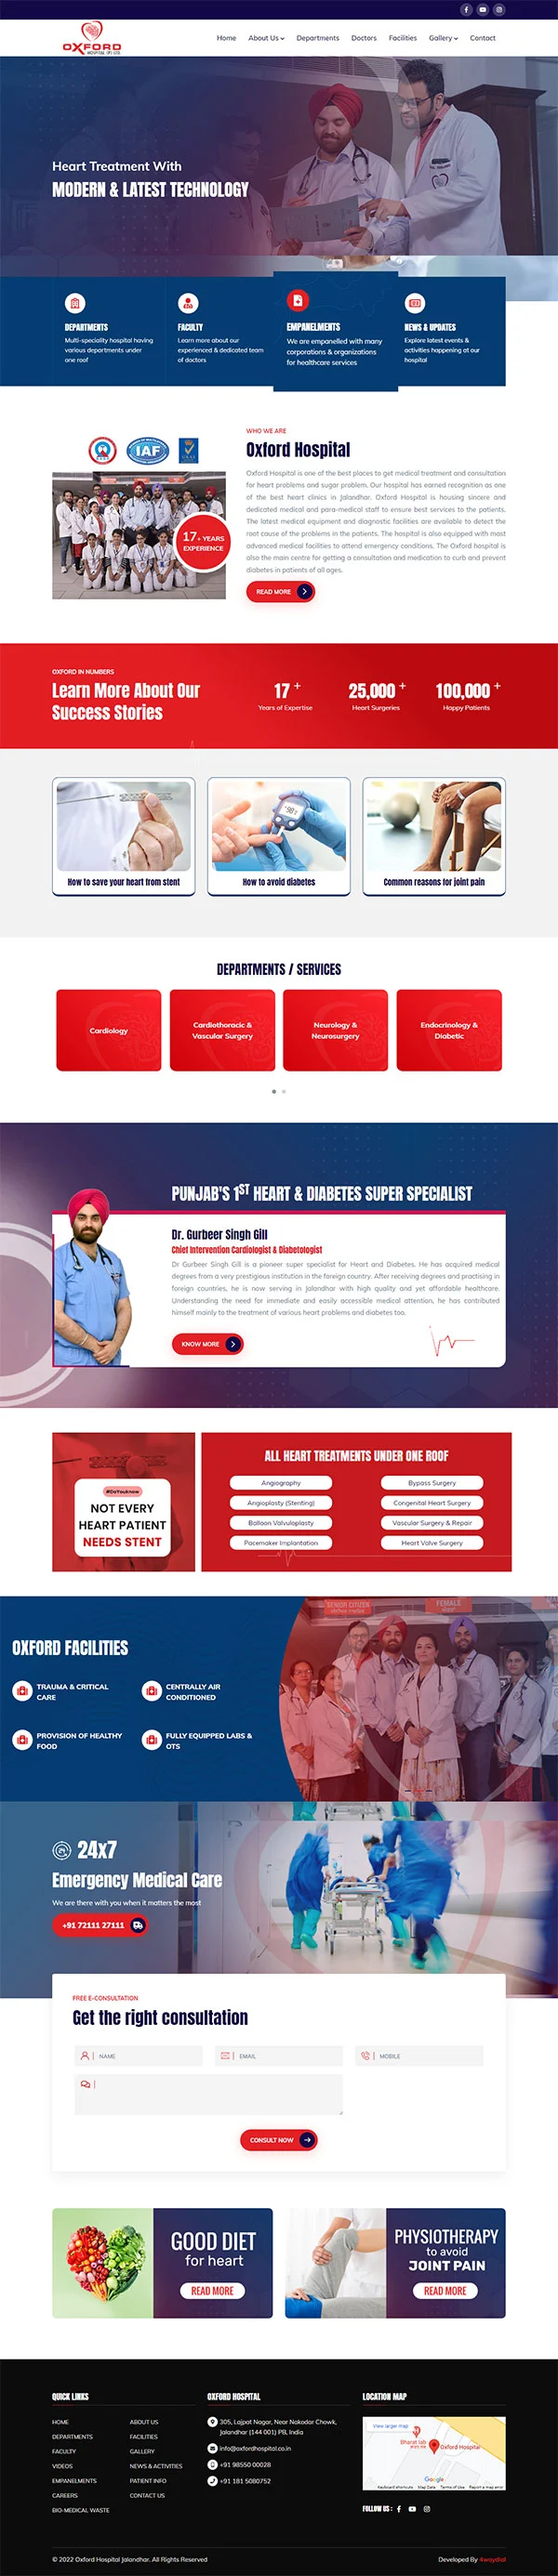 OXFORD
HOSPITAL (P) LTD.
Home About Us Departments Doctors Facilities Gallery Contact
Heart Treatment With
MODERN & LATEST TECHNOLOGY
DEPARTMENTS
Multi-speciality hospital having
various departments under
one roof
FACULTY
Learn more about our
experienced & dedicated team
of doctors
EMPANELMENTS
We are empanelled with many
corporations & organizations
for healthcare services
NEWS & UPDATES
Explore latest events &
activities happening at our
hospital
IAF
17+ YEARS
EXPERIENCE
WHO WE ARE
Oxford Hospital
Oxford Hospital is one of the best places to get medical treatment and consultation
for heart problems and sugar problem. Our hospital has earned recognition as one
of the best heart clinics in Jalandhar. Oxford Hospital is housing sincere and
dedicated medical and para-medical staff to ensure best services to the patients.
The latest medical equipment and diagnostic facilities are available to detect the
root cause of the problems in the patients. The hospital is also equipped with most
advanced medical facilities to attend emergency conditions. The Oxford hospital is
also the main centre for getting a consultation and medication to curb and prevent
diabetes in patients of all ages.
READ MORE
OXFORD IN NUMBERS
Learn More About Our
Success Stories
17 +
Years of Expertise
25,000 +
Heart Surgeries
100,000 +
Happy Patients
How to save your heart from stent
How to avoid diabetes
Common reasons for joint pain
DEPARTMENTS / SERVICES
Cardiology
Cardiothoracic &
Vascular Surgery
Neurology &
Neurosurgery
Endocrinology &
Diabetic
PUNJAB'S 1ST HEART & DIABETES SUPER SPECIALIST
Dr. Gurbeer Singh Gill
Chief Intervention Cardiologist & Diabetologist
Dr Gurbeer Singh Gill is a pioneer super specialist for Heart and Diabetes. He has acquired medical
degrees from a very prestigious institution in the foreign country. After receiving degrees and practising in
foreign countries, he is now serving in Jalandhar with high quality and yet affordable healthcare.
Understanding the need for immediate and easily accessible medical attention, he has contributed
himself mainly to the treatment of various heart problems and diabetes too.
KNOW MORE
#DoYouKnow
NOT EVERY
HEART PATIENT
NEEDS STENT
ALL HEART TREATMENTS UNDER ONE ROOF
Angiography
Bypass Surgery
Angioplasty (Stenting)
Congenital Heart Surgery
Balloon Valvuloplasty
Vascular Surgery & Repair
Pacemaker Implantation
Heart Valve Surgery
SENIOR CITIZEN
FEMALE
OXFORD FACILITIES
TRAUMA & CRITICAL
CARE
CENTRALLY AIR
CONDITIONED
PROVISION OF HEALTHY
FOOD
FULLY EQUIPPED LABS &
OTS
24x7
Emergency Medical Care
We are there with you when it matters the most
+91 72111 27111
FREE E-CONSULTATION
Get the right consultation
NAME
EMAIL
MOBILE
CONSULT NOW
GOOD DIET
for heart
READ MORE
PHYSIOTHERAPY
to avoid
JOINT PAIN
READ MORE
QUICK LINKS
HOME
ABOUT US
DEPARTMENTS
FACILITIES
FACULTY
GALLERY
VIDEOS
NEWS & ACTIVITIES
EMPANELMENTS
PATIENT INFO
CAREERS
CONTACT US
BIO-MEDICAL WASTE
OXFORD HOSPITAL
305, Lajpat Nagar, Near Nakodar Chowk,
Jalandhar (144 001) PB, India
info@oxfordhospital.co.in
+91 98550 00028
+91 181 5080752
LOCATION MAP
View larger map
Bharat lab
Oxford Hospital
Google
Keyboard shortcuts Map Data Terms of Use Report a map error
FOLLOW US :
© 2022 Oxford Hospital Jalandhar. All Rights Reserved
Developed By 4waydial